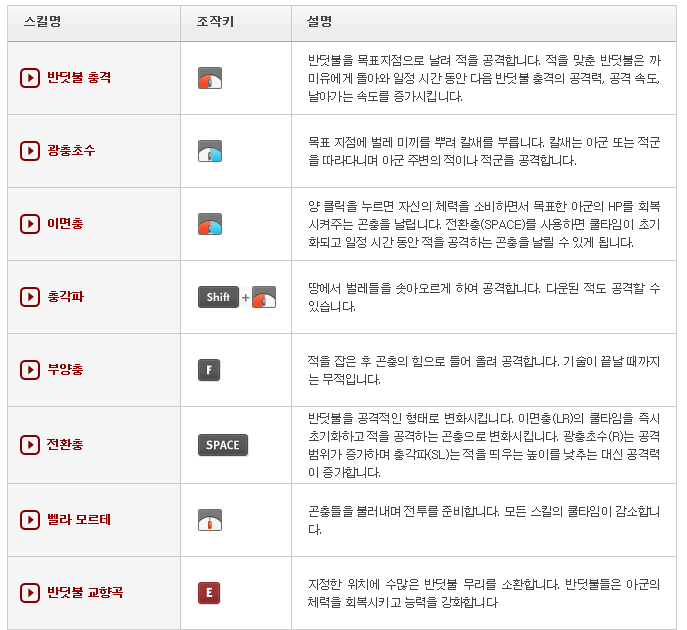 스킬명 조작키 설명
반딧불을 목표지점으로 날려 적을 공격합니다. 적을 맞춘 반딧불은 까
반딧불 충격 미유에게 돌아와 일정 시간 동안 다음 반딧불 충격의 공격력, 공격 속도,
날아가는 속도를 증가시킵니다.
광충초수 목표 지점에 벌레 미끼를 뿌려 칼새를 부릅니다. 칼새는 아군 또는 적군
을 따라다니며 아군 주변의 적이나 적군을 공격합니다.
양 클릭을 누르면 자신의 체력을 소비하면서 목표한 아군의 HP를 회복
이면충 시켜주는 곤충을 날립니다. 전환충(SPACE)를 사용하면 쿨타임이 초기
화되고 일정 시간 동안 적을 공격하는 곤충을 날릴 수 있게 됩니다.
충각파 Shift + 땅에서 벌레들을 솟아오르게 하여 공격합니다. 다운된 적도 공격할 수
있습니다.
부양충 F 적을 잡은 후 곤충의 힘으로 들어 올려 공격합니다. 기술이 끝날 때까지
는 무적입니다.
반딧불을 공격적인 형태로 변화시킵니다. 이면충(LR)의 쿨타임을 즉시
전환충 SPACE 초기화하고 적을 공격하는 곤충으로 변화시킵니다. 광충초수(R)는 공격
범위가 증가하며 충각파(SL)는 적을 띄우는 높이를 낮추는 대신 공격력
이 증가합니다.
벨라 모르테 곤충들을 불러내며 전투를 준비합니다. 모든 스킬의 쿨타임이 감소합니
다.
반딧불 교향곡 E 지정한 위치에 수많은 반딧불 무리를 소환합니다. 반딧불들은 아군의
체력을 회복시키고 능력을 강화합니다